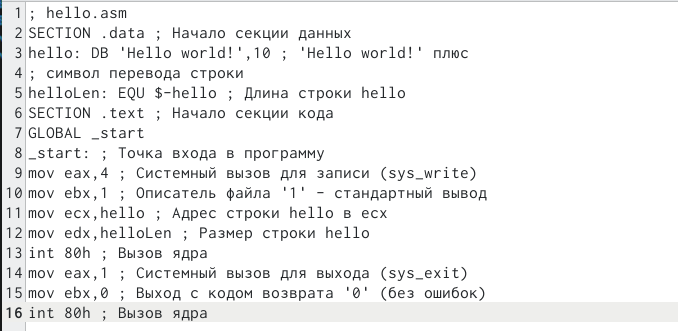 1 ; hello.asm
2 SECTION .data ; Начало секции данных
3 hello: DB 'Hello world!',10 ; 'Hello world!' плюс
4 ; символ перевода строки
5 helloLen: EQU $-hello ; Длина строки hello
6 SECTION .text ; Начало секции кода
7 GLOBAL _start
8 _start: ; Точка входа в программу
9 mov eax,4 ; Системный вызов для записи (sys_write)
10 mov ebx,1 ; Описатель файла '1' - стандартный вывод
11 mov ecx,hello ; Адрес строки hello в ecx
12 mov edx,helloLen ; Размер строки hello
13 int 80h ; Вызов ядра
14 mov eax,1 ; Системный вызов для выхода (sys_exit)
15 mov ebx,0 ; Выход с кодом возврата '0' (без ошибок)
16 int 80h ; Вызов ядра